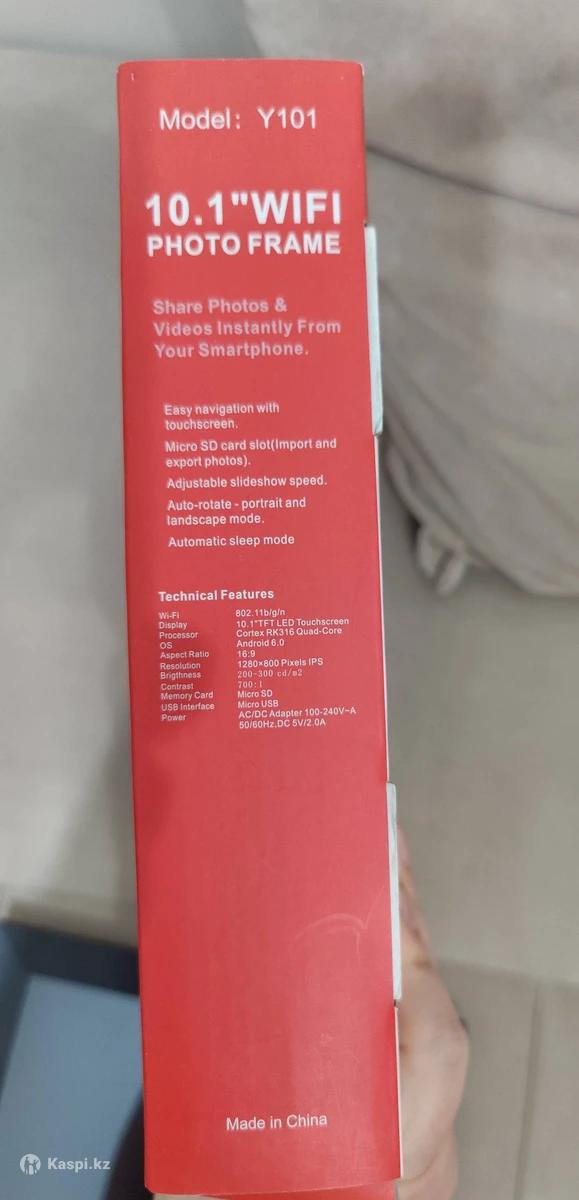 Model: Y101
10.1"WIFI
PHOTO FRAME
Share Photos &
Videos Instantly From
Your Smartphone.
Easy navigation with
touchscreen.
Micro SD card slot(Import and
export photos).
Adjustable slideshow speed.
Auto-rotate - portrait and
landscape mode.
Automatic sleep mode
Technical Features
Wi-Fi 802.11b/g/n
Display 10.1"TFT LED Touchscreen
Processor Cortex RK316 Quad-Core
OS Android 6.0
Aspect Ratio 16:9
Resolution 1280×800 Pixels IPS
Brigthness 200-300 cd/m2
Contrast 700:1
Memory Card Micro SD
USB Interface Micro USB
Power AC/DC Adapter 100-240V~A
50/60Hz,DC 5V/2.0A
Made in China
Kaspi.kz